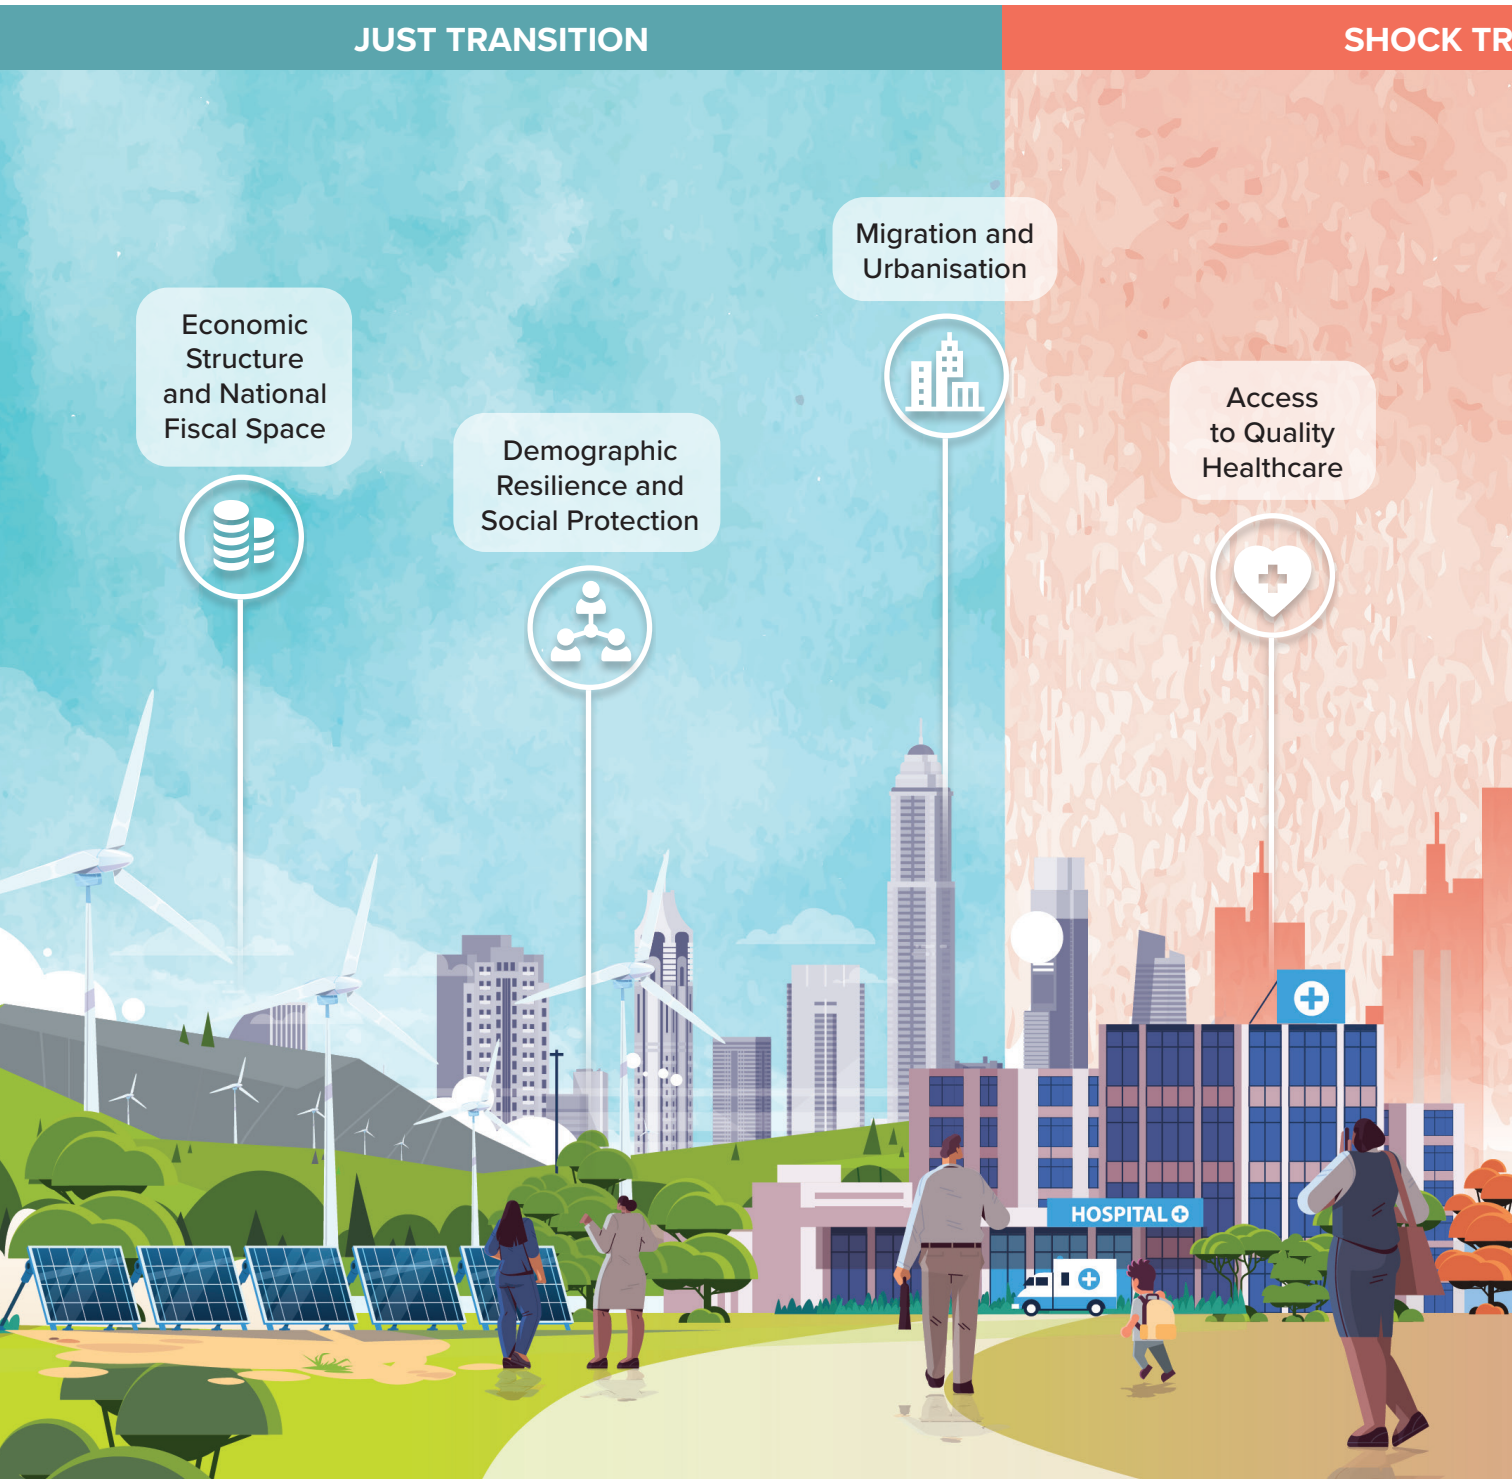 JUST TRANSITION
SHOCK TR
Migration and
Urbanisation
Economic
Structure
and National
Fiscal Space
Access
to Quality
Healthcare
Demographic
Resilience and
Social Protection
HOSPITAL